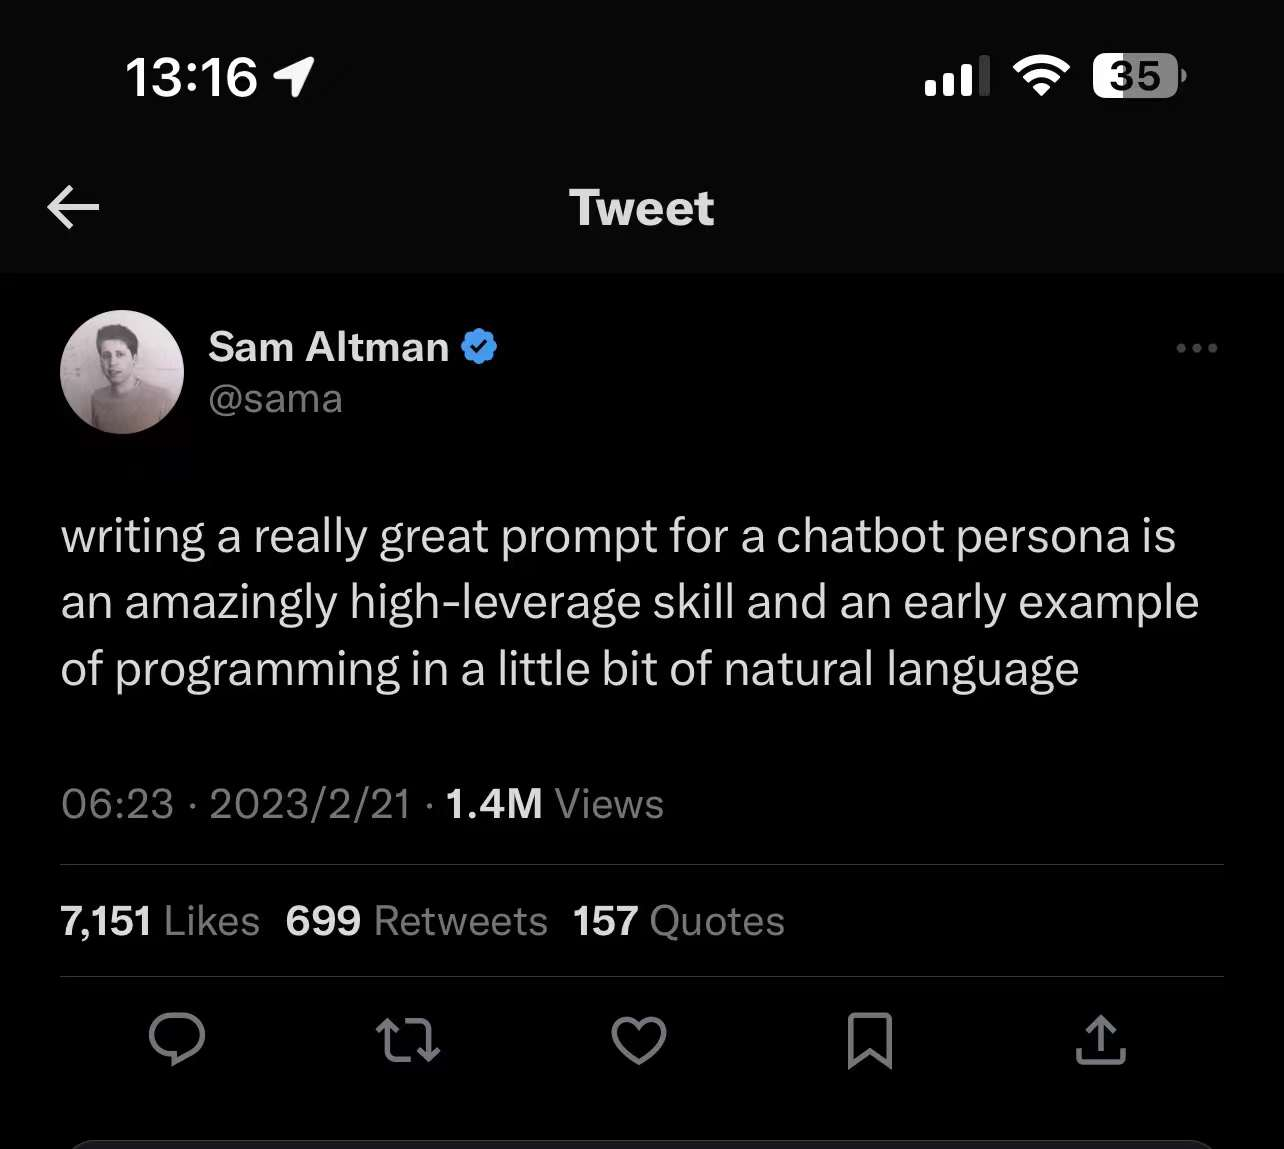 13:16 35
Tweet
Sam Altman
@sama
writing a really great prompt for a chatbot persona is
an amazingly high-leverage skill and an early example
of programming in a little bit of natural language
06:23 · 2023/2/21 · 1.4M Views
7,151 Likes 699 Retweets 157 Quotes